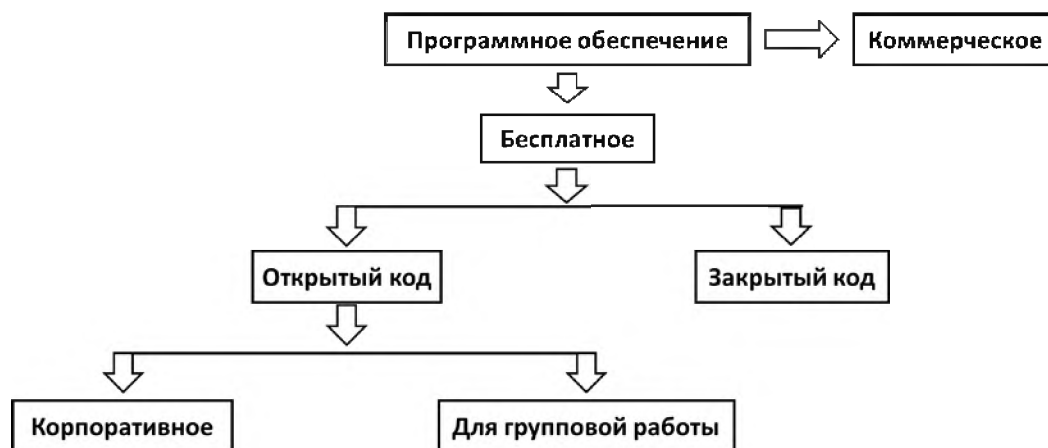 Программное обеспечение
Коммерческое
Бесплатное
Открытый код
Закрытый код
Корпоративное
Для групповой работы